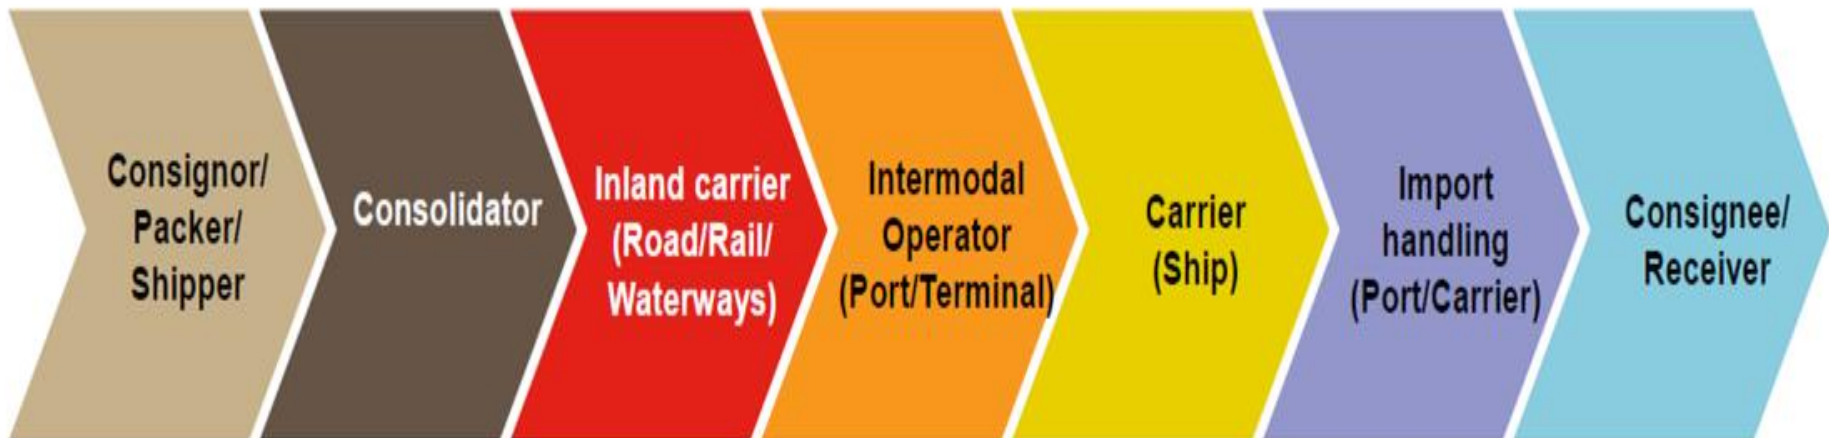 Consignor/
Packer/
Shipper
Consolidator
Inland carrier
(Road/Rail/
Waterways)
Intermodal
Operator
(Port/Terminal)
Carrier
(Ship)
Import
handling
(Port/Carrier)
Consignee/
Receiver